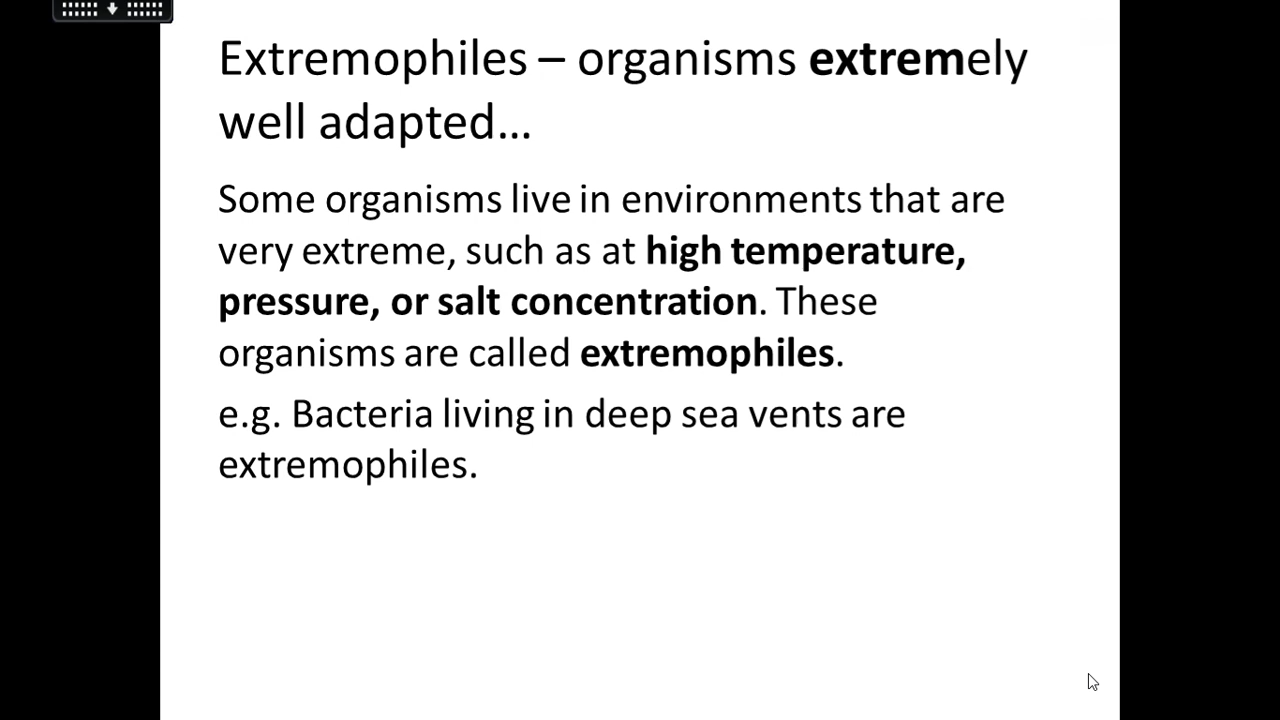 Extremophiles – organisms extremely
well adapted…
Some organisms live in environments that are
very extreme, such as at high temperature,
pressure, or salt concentration. These
organisms are called extremophiles.
e.g. Bacteria living in deep sea vents are
extremophiles.